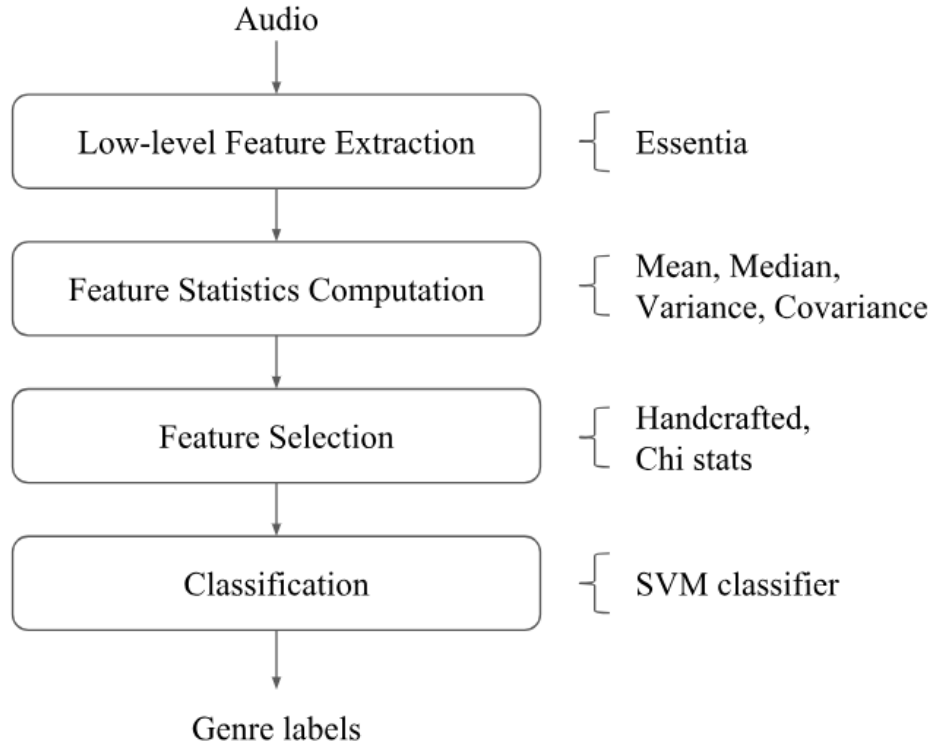 Audio
Low-level Feature Extraction
Essentia
Feature Statistics Computation
Mean, Median,
Variance, Covariance
Feature Selection
Handcrafted,
Chi stats
Classification
SVM classifier
Genre labels